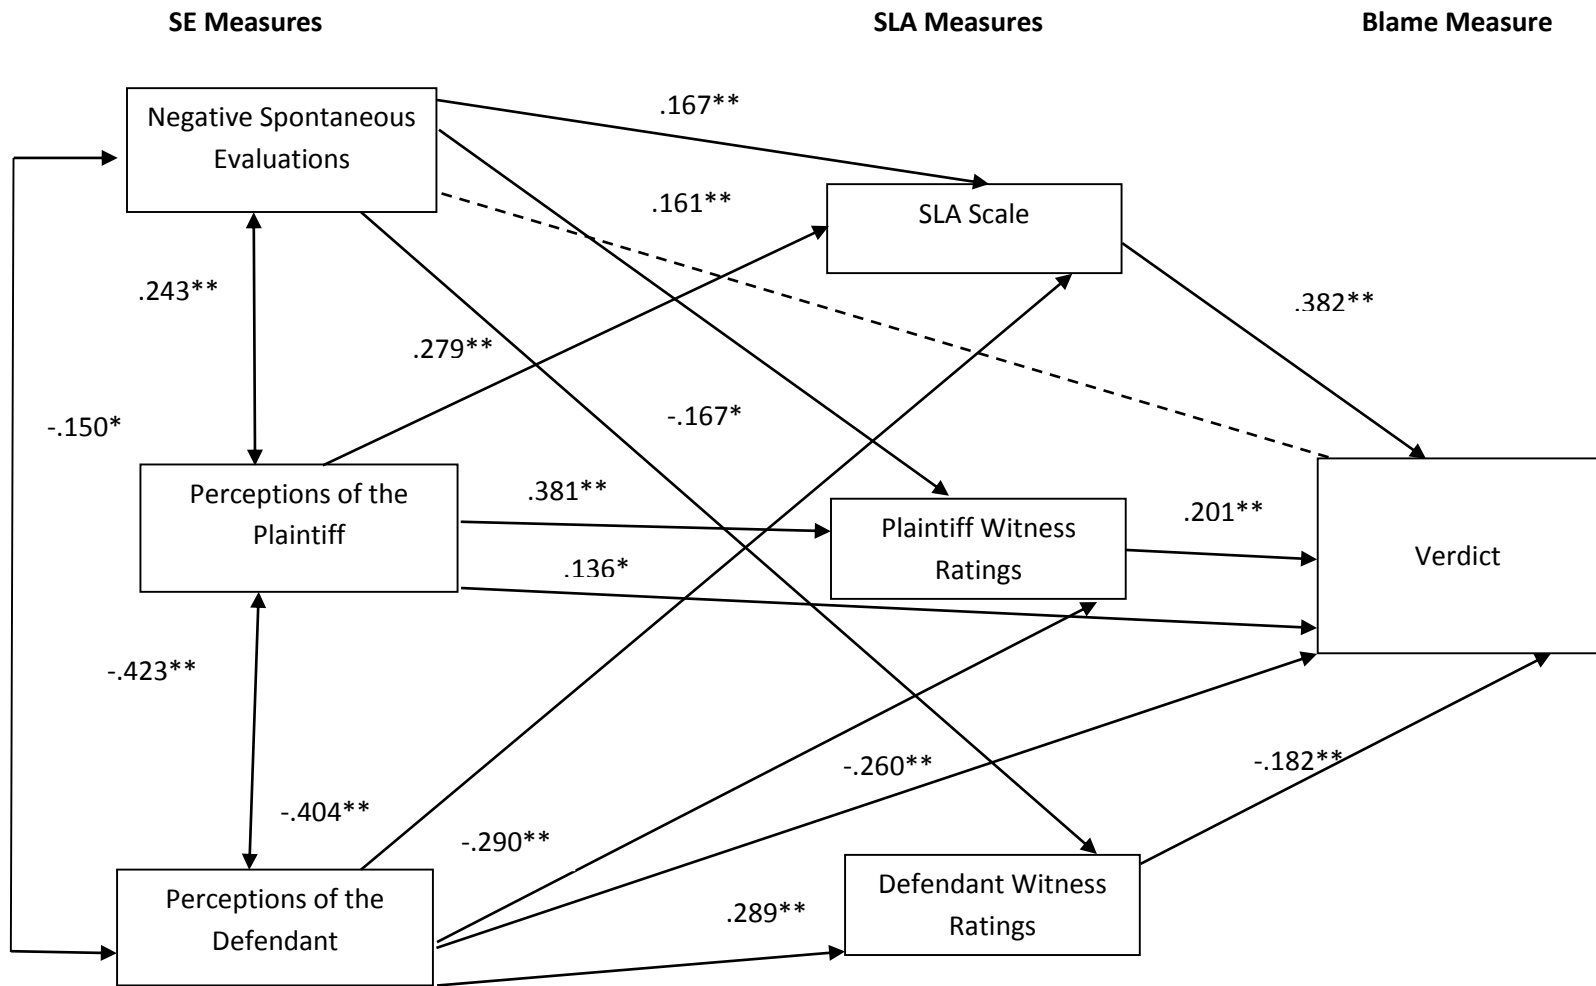 SE Measures
SLA Measures
Blame Measure
Negative Spontaneous
Evaluations
.167**
.161**
SLA Scale
.243**
.279**
.382**
-.150*
-.167*
Perceptions of the
Plaintiff
.381**
Plaintiff Witness
Ratings
.201**
Verdict
.136*
-.423**
-.260**
-.182**
-.404**
-.290**
Perceptions of the
Defendant
.289**
Defendant Witness
Ratings